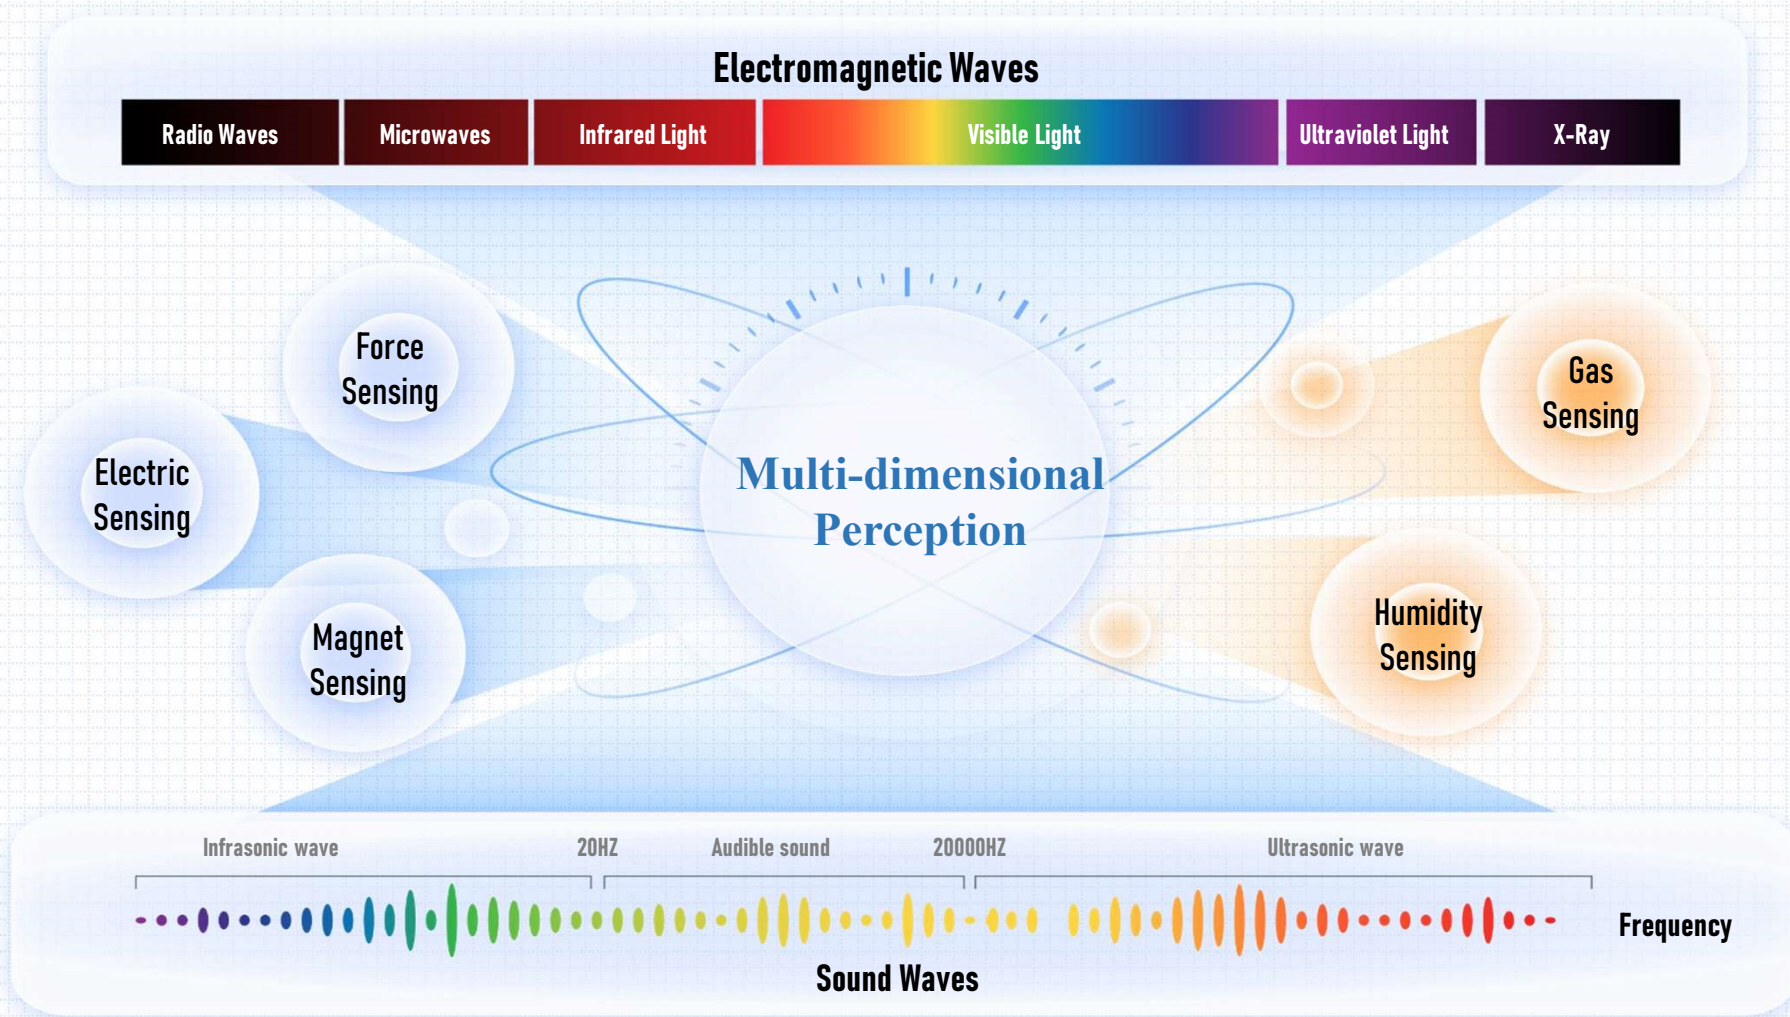 Electromagnetic Waves
Radio Waves
Microwaves
Infrared Light
Visible Light
Ultraviolet Light
X-Ray
Force
Sensing
Electric
Sensing
Magnet
Sensing
Multi-dimensional
Perception
Gas
Sensing
Humidity
Sensing
Infrasonic wave
20HZ
Audible sound
20000HZ
Ultrasonic wave
Frequency
Sound Waves